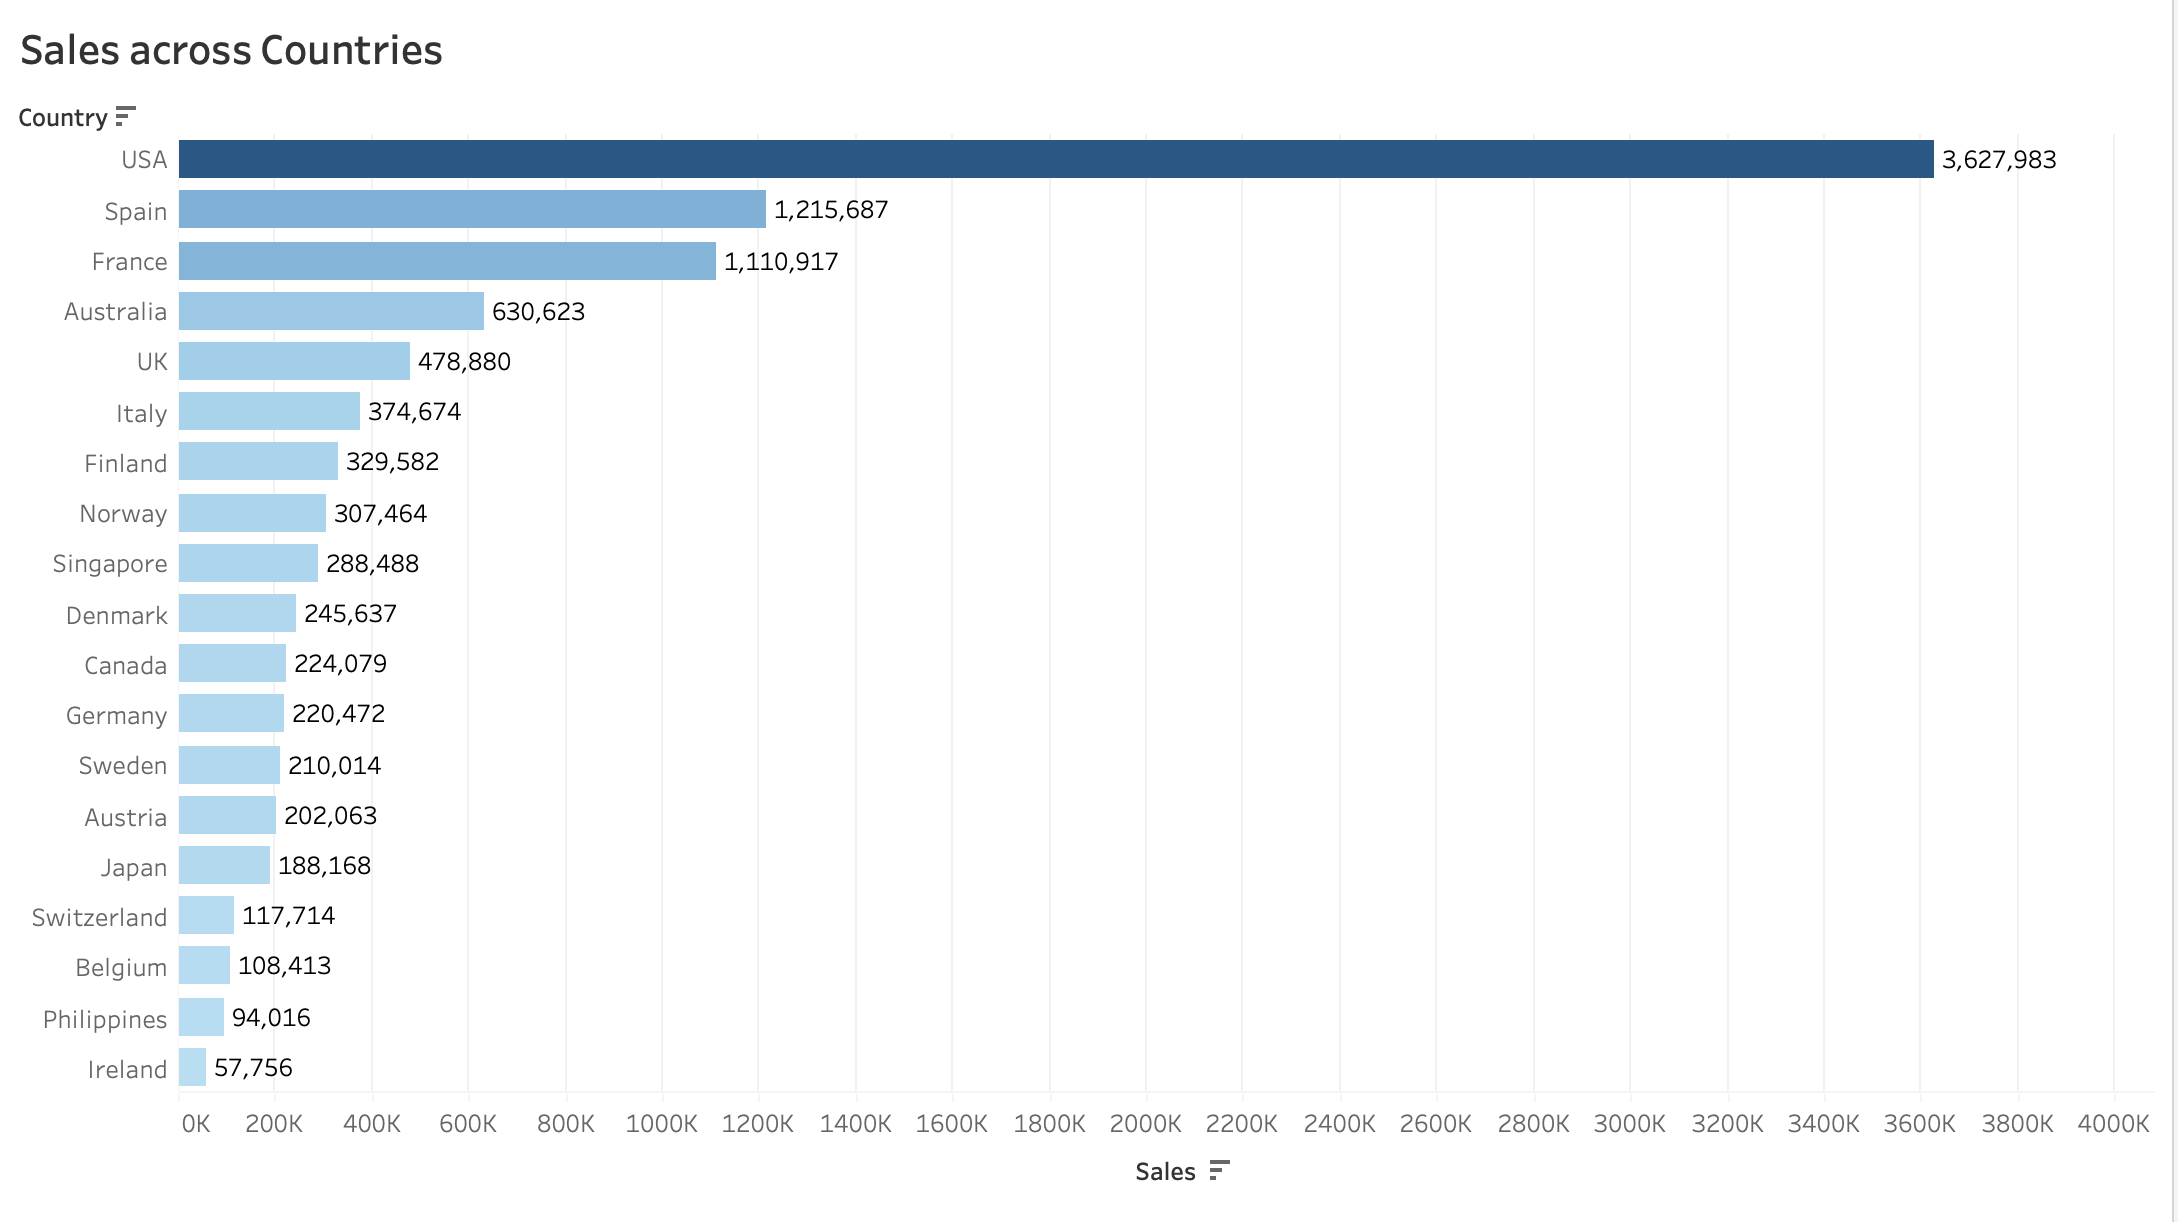 Sales across Countries
Country
USA 3,627,983
Spain 1,215,687
France 1,110,917
Australia 630,623
UK 478,880
Italy 374,674
Finland 329,582
Norway 307,464
Singapore 288,488
Denmark 245,637
Canada 224,079
Germany 220,472
Sweden 210,014
Austria 202,063
Japan 188,168
Switzerland 117,714
Belgium 108,413
Philippines 94,016
Ireland 57,756
0K 200K 400K 600K 800K 1000K 1200K 1400K 1600K 1800K 2000K 2200K 2400K 2600K 2800K 3000K 3200K 3400K 3600K 3800K 4000K
Sales